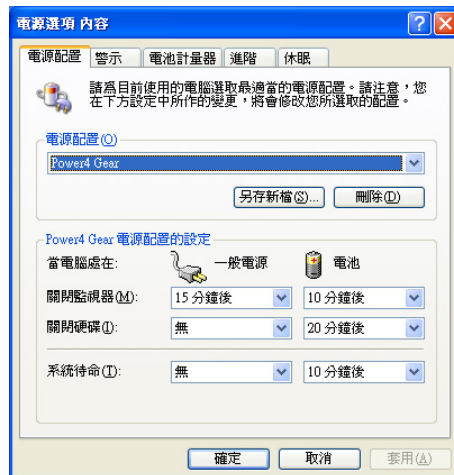 電源選項 內容
電源配置 警示 電池計量器 進階 休眠
請為目前使用的電腦選取最適當的電源配置。請注意，您
在下方設定中所作的變更，將會修改您所選取的配置。
電源配置(O)
Power4 Gear
另存新檔(S)... 刪除(D)
Power4 Gear 電源配置的設定
當電腦處在: 一般電源 電池
關閉監視器(M): 15 分鐘後 10 分鐘後
關閉硬碟(I): 無 20 分鐘後
系統待命(T): 無 10 分鐘後
確定 取消 套用(A)